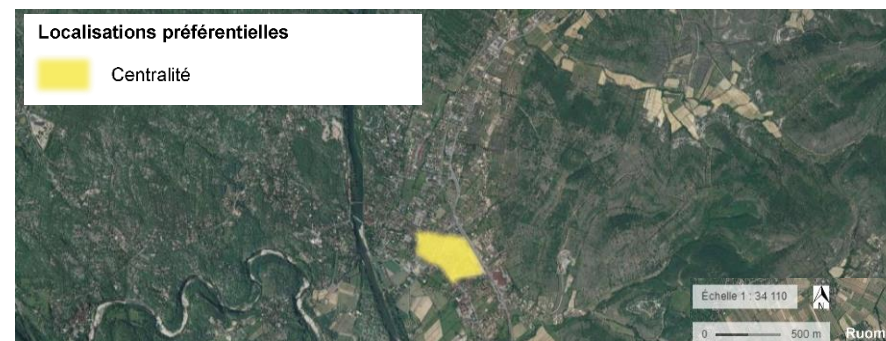 Localisations préférentielles
Centralité
Échelle 1 : 34 110
N
0 500 m
Ruom